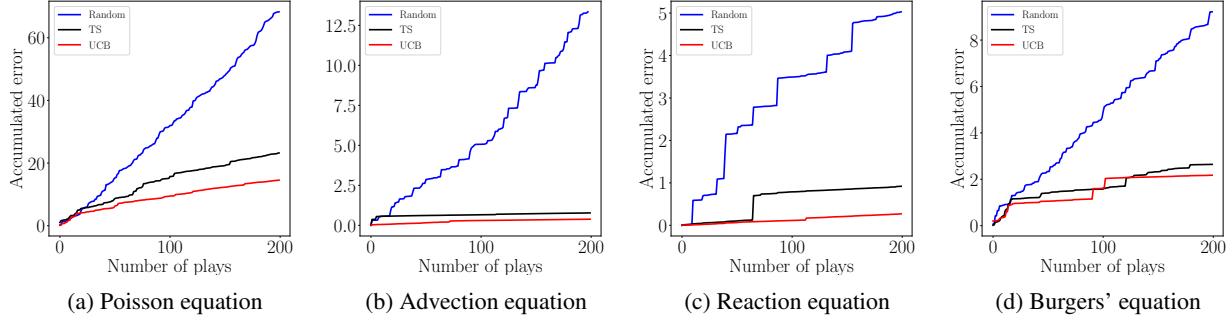 Accumulated error
60
40
20
0
Random
TS
UCB
0
100
200
Number of plays
(a) Poisson equation
Accumulated error
12.5
10.0
7.5
5.0
2.5
0.0
Random
TS
UCB
0
100
200
Number of plays
(b) Advection equation
Accumulated error
5
4
3
2
1
0
Random
TS
UCB
0
100
200
Number of plays
(c) Reaction equation
Accumulated error
8
6
4
2
0
Random
TS
UCB
0
100
200
Number of plays
(d) Burgers' equation